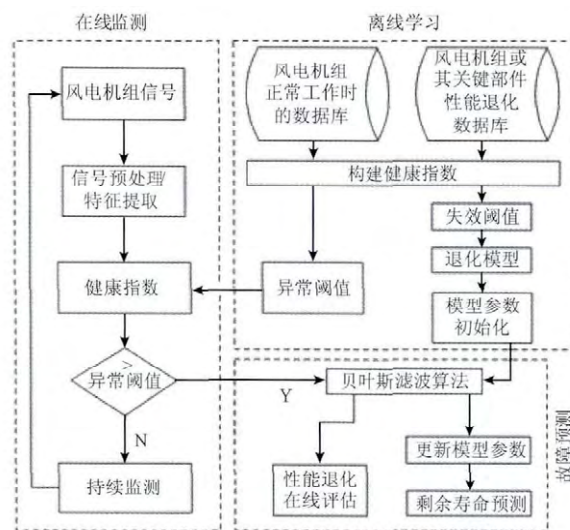 在线监测
离线学习
风电机组信号
信号预处理/
特征提取
健康指数
>
异常阈值
Y
N
持续监测
风电机组
正常工作时
的数据库
风电机组或
其关键部件
性能退化
数据库
构建健康指数
失效阈值
退化模型
异常阈值
模型参数
初始化
贝叶斯滤波算法
性能退化
在线评估
更新模型参数
剩余寿命预测
故障预测